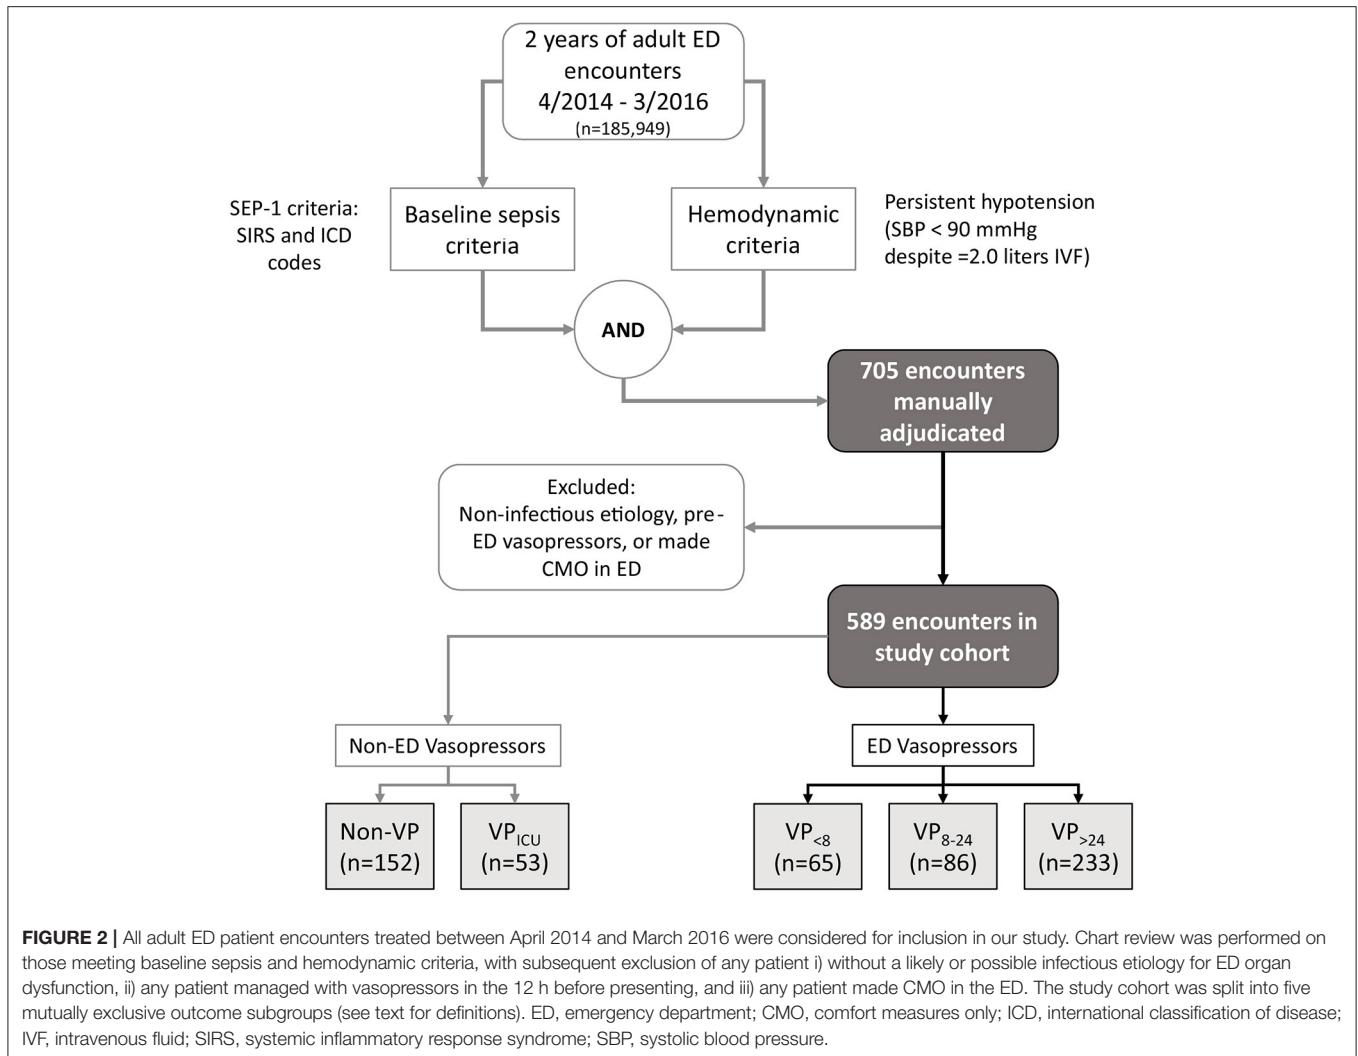 2 years of adult ED
encounters
4/2014 - 3/2016
(n=185,949)
SEP-1 criteria:
SIRS and ICD
codes
Baseline sepsis
criteria
Hemodynamic
criteria
Persistent hypotension
(SBP < 90 mmHg
despite =2.0 liters IVF)
AND
705 encounters
manually
adjudicated
Excluded:
Non-infectious etiology, pre-
ED vasopressors, or made
CMO in ED
589 encounters in
study cohort
Non-ED Vasopressors
ED Vasopressors
Non-VP
(n=152)
VPICU
(n=53)
VP<8
(n=65)
VP8-24
(n=86)
VP>24
(n=233)
FIGURE 2 | All adult ED patient encounters treated between April 2014 and March 2016 were considered for inclusion in our study. Chart review was performed on
those meeting baseline sepsis and hemodynamic criteria, with subsequent exclusion of any patient i) without a likely or possible infectious etiology for ED organ
dysfunction, ii) any patient managed with vasopressors in the 12 h before presenting, and iii) any patient made CMO in the ED. The study cohort was split into five
mutually exclusive outcome subgroups (see text for definitions). ED, emergency department; CMO, comfort measures only; ICD, international classification of disease;
IVF, intravenous fluid; SIRS, systemic inflammatory response syndrome; SBP, systolic blood pressure.